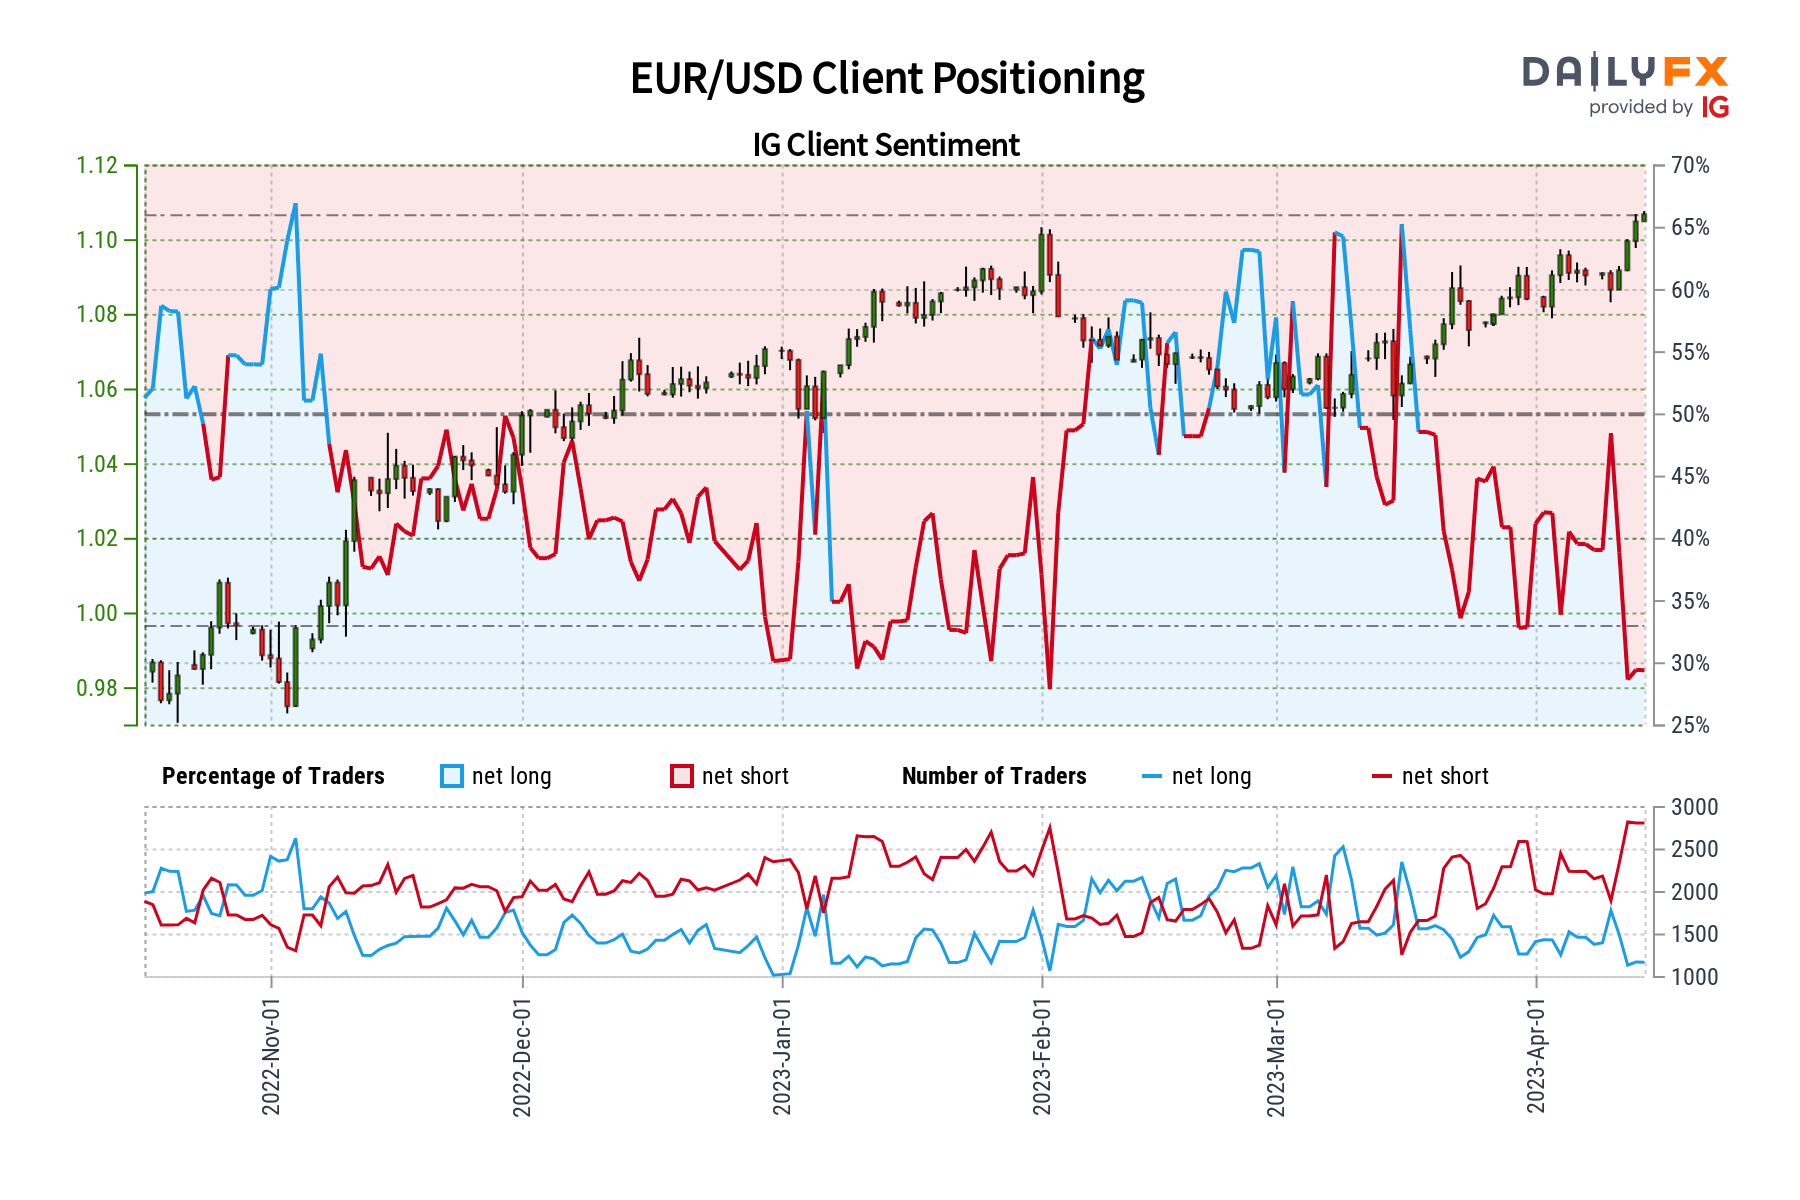 EUR/USD Client Positioning
DAILYFX
provided by IG
IG Client Sentiment
1.12
1.10
1.08
1.06
1.04
1.02
1.00
0.98
70%
65%
60%
55%
50%
45%
40%
35%
30%
25%
Percentage of Traders net long net short Number of Traders net long net short
3000
2500
2000
1500
1000
2022-Nov-01
2022-Dec-01
2023-Jan-01
2023-Feb-01
2023-Mar-01
2023-Apr-01